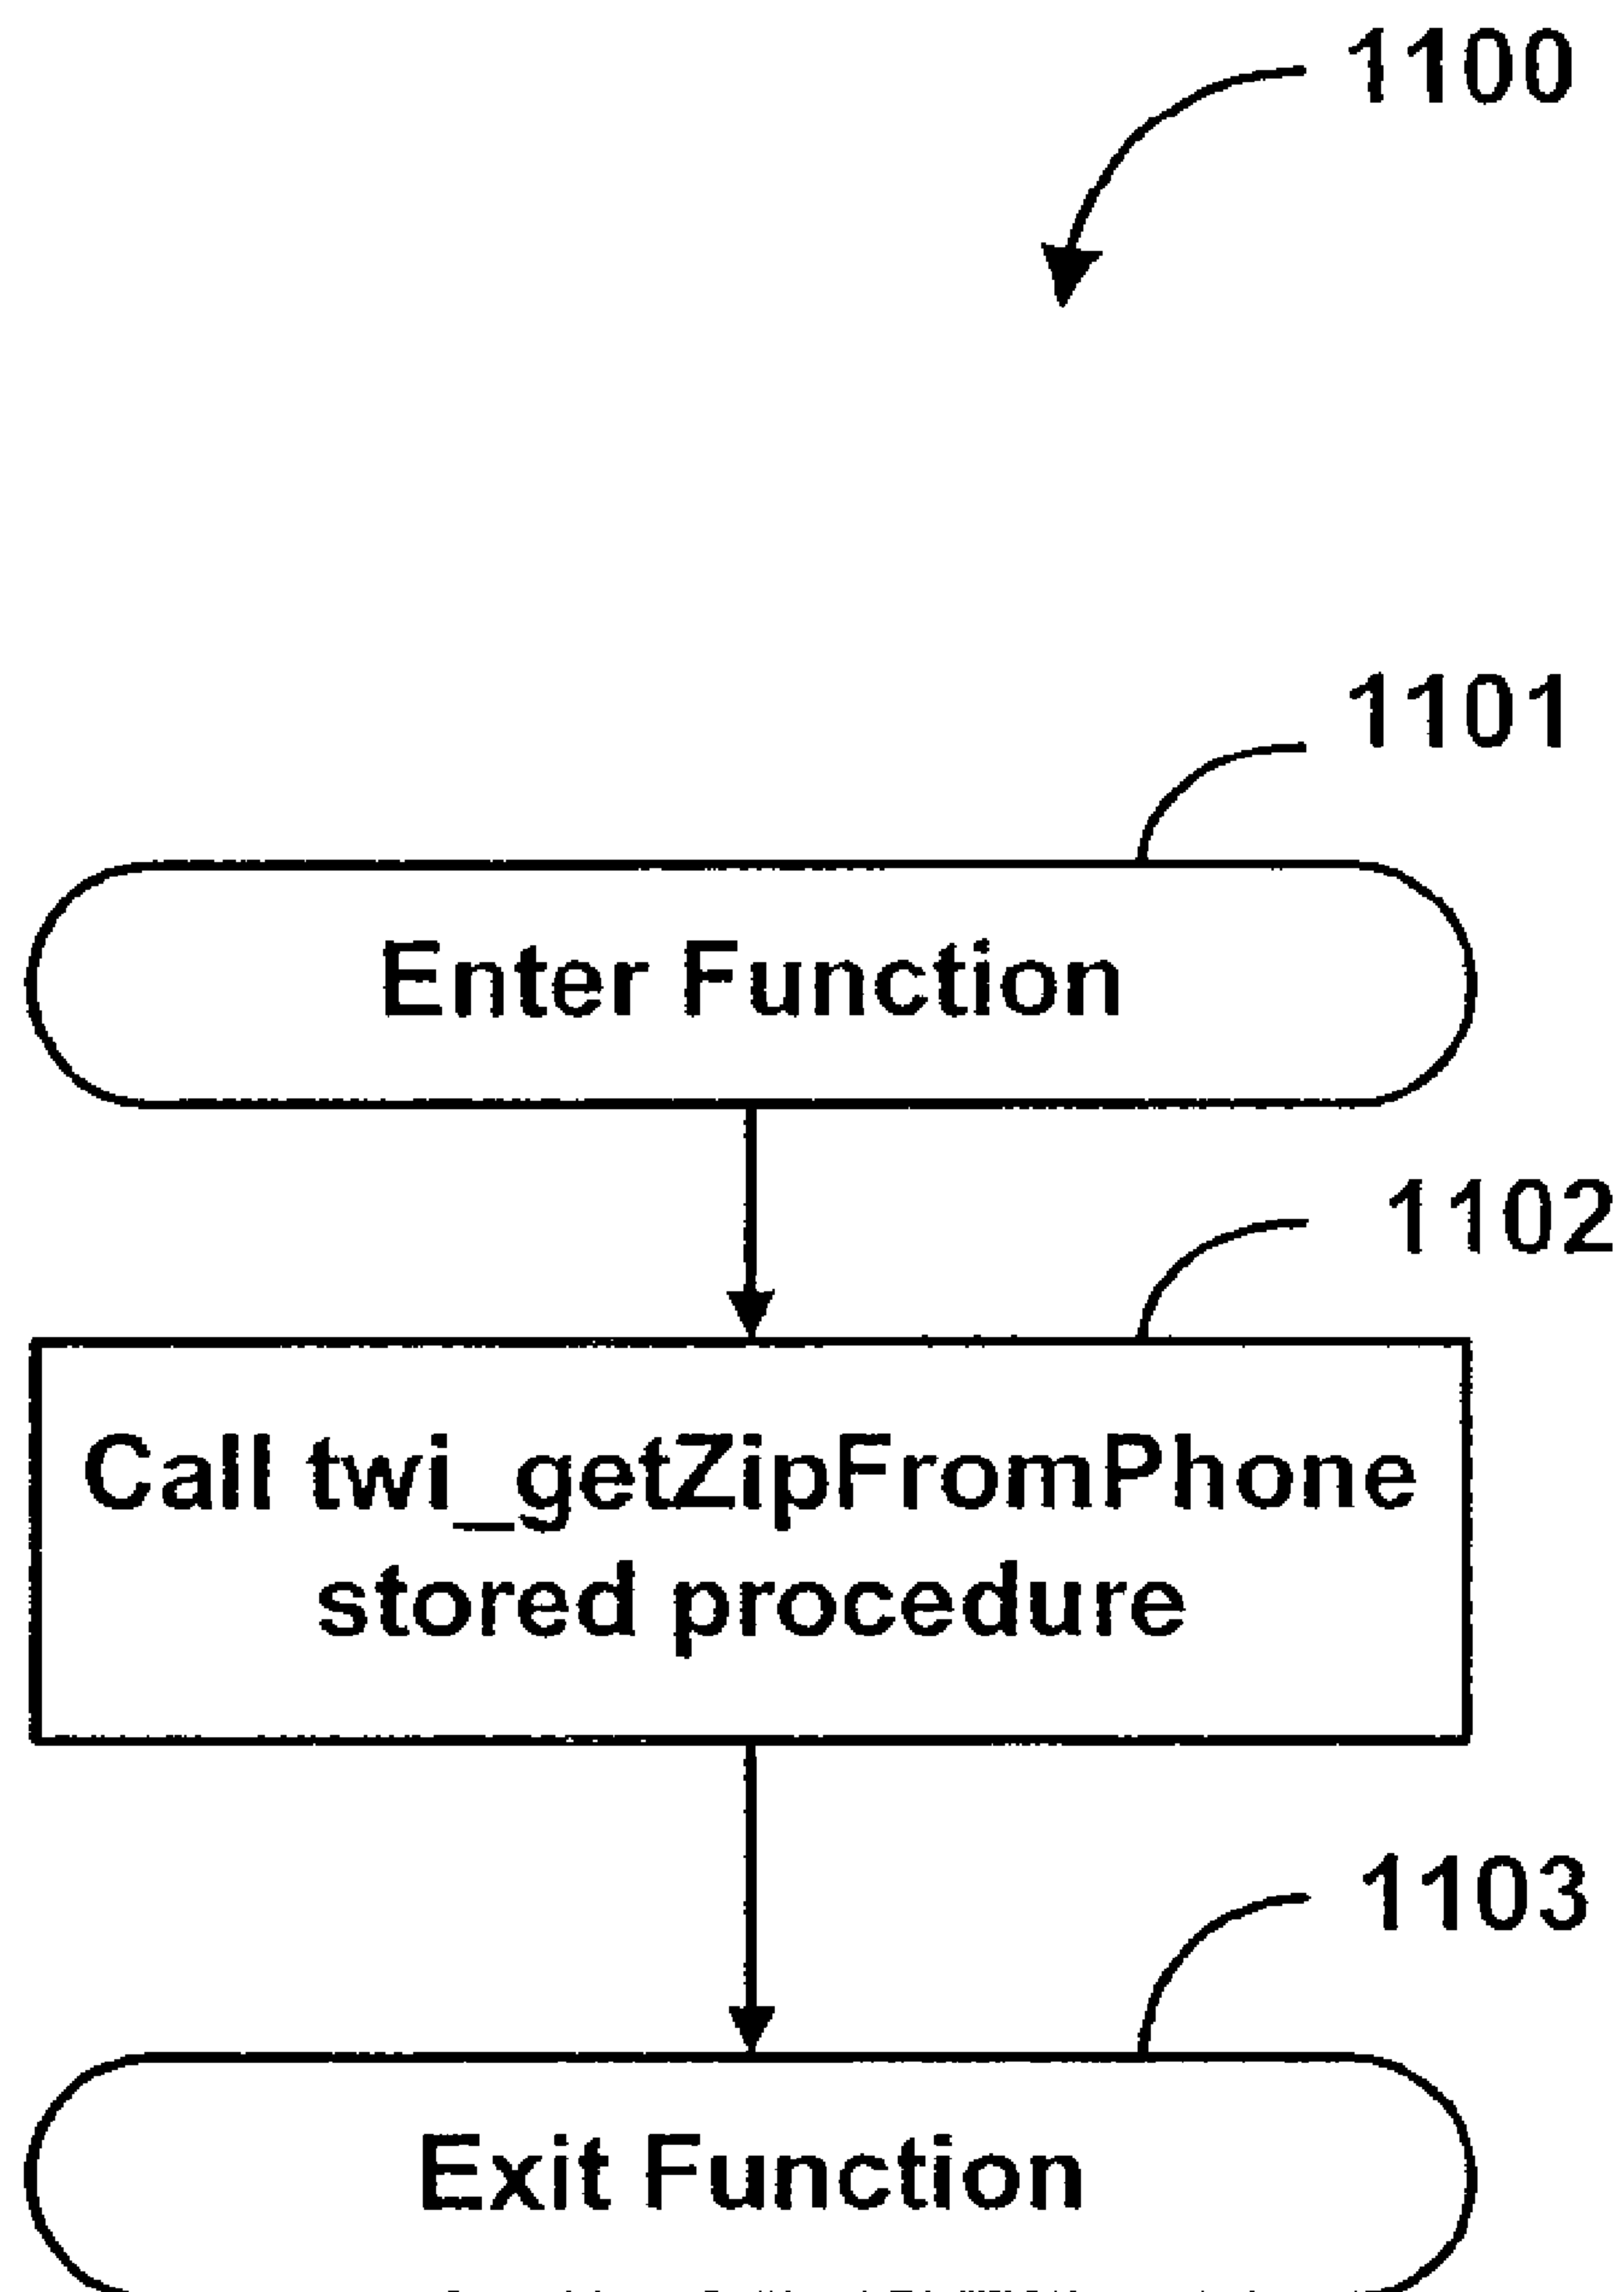 1100
1101
Enter Function
1102
Call twi_getZipFromPhone
stored procedure
1103
Exit Function